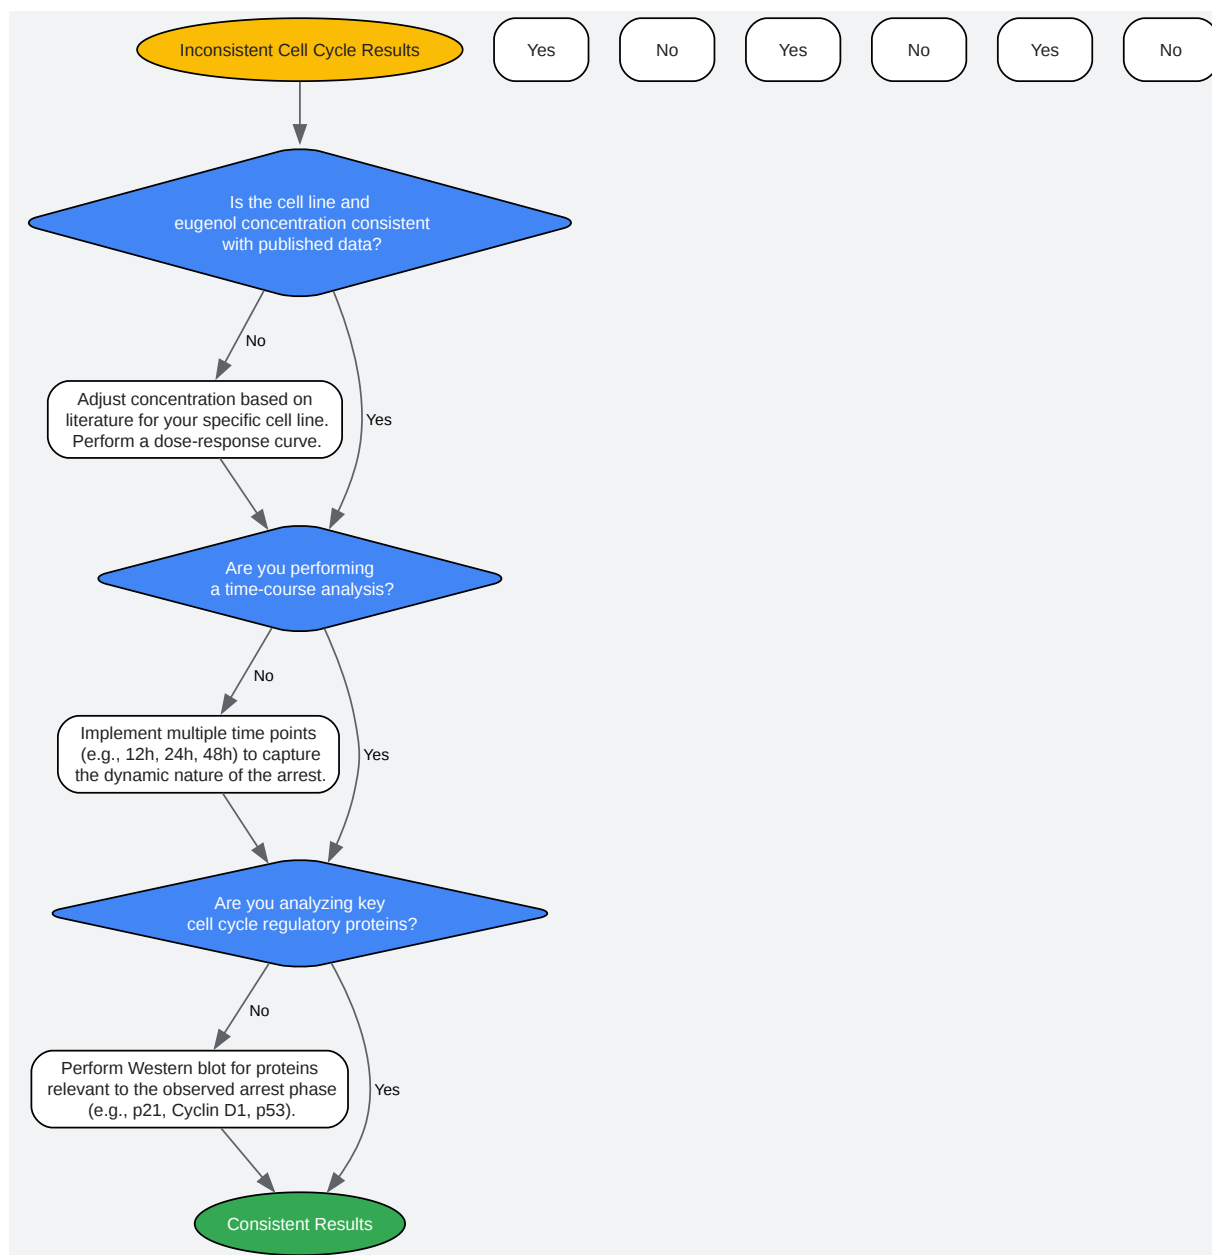 Inconsistent Cell Cycle Results
Yes
No
Yes
No
Yes
No
Is the cell line and
eugenol concentration consistent
with published data?
No
Adjust concentration based on
literature for your specific cell line.
Perform a dose-response curve.
Yes
Are you performing
a time-course analysis?
No
Implement multiple time points
(e.g., 12h, 24h, 48h) to capture
the dynamic nature of the arrest.
Yes
Are you analyzing key
cell cycle regulatory proteins?
No
Perform Western blot for proteins
relevant to the observed arrest phase
(e.g., p21, Cyclin D1, p53).
Yes
Consistent Results